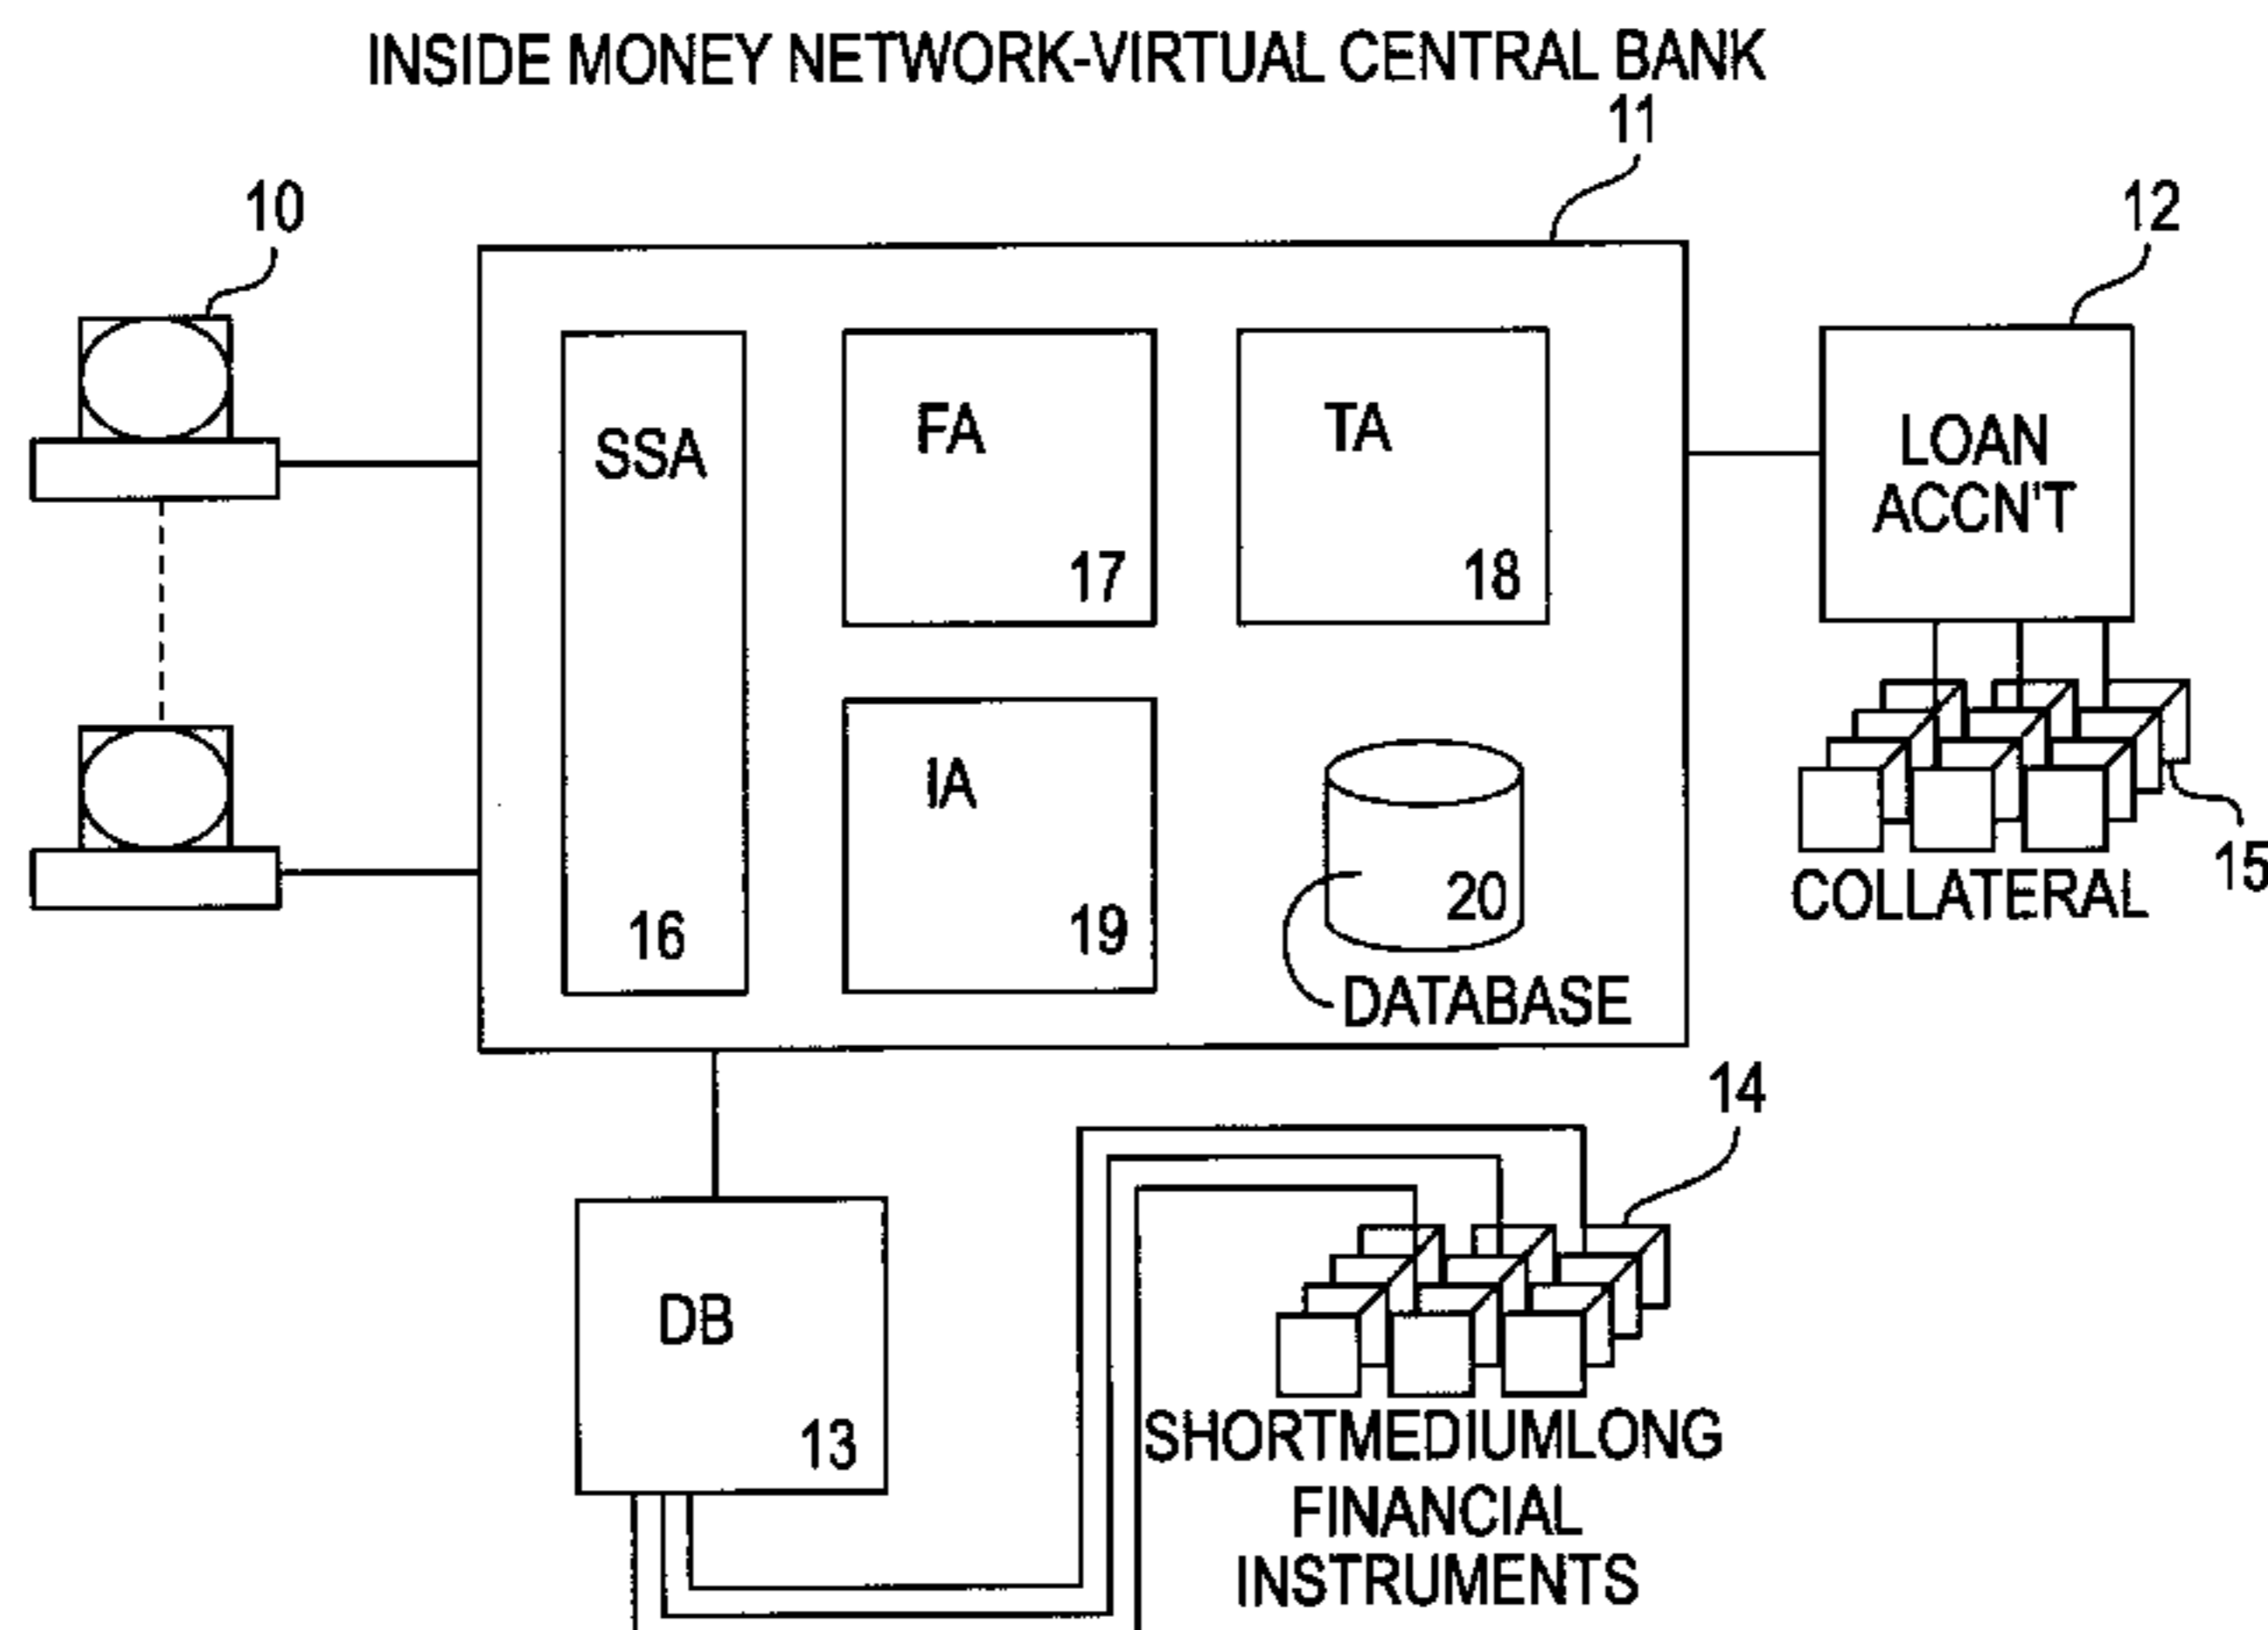 INSIDE MONEY NETWORK-VIRTUAL CENTRAL BANK
11
10
12
SSA
FA
TA
LOAN
ACCN'T
17
18
IA
16
19
20
DATABASE
15
COLLATERAL
14
DB
13
SHORTMEDIUMLONG
FINANCIAL
INSTRUMENTS